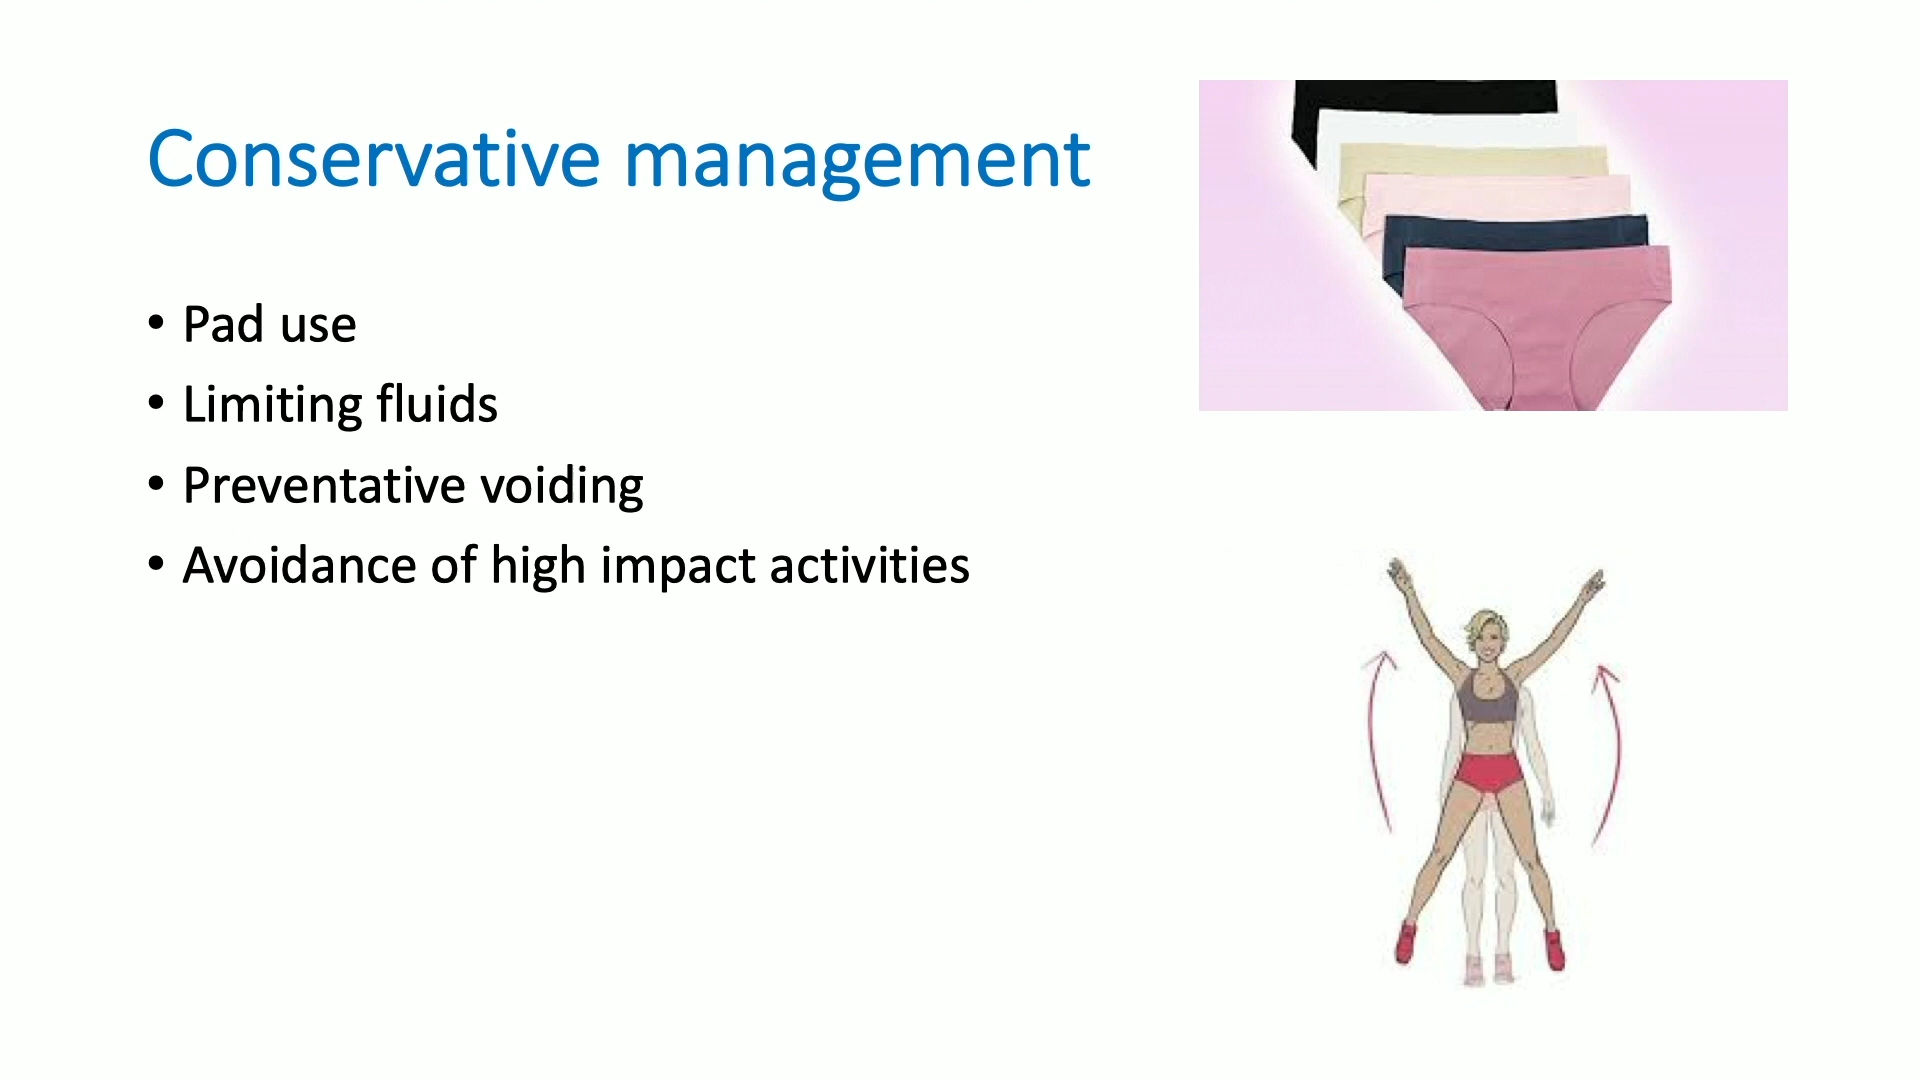 Conservative management
• Pad use
• Limiting fluids
• Preventative voiding
• Avoidance of high impact activities